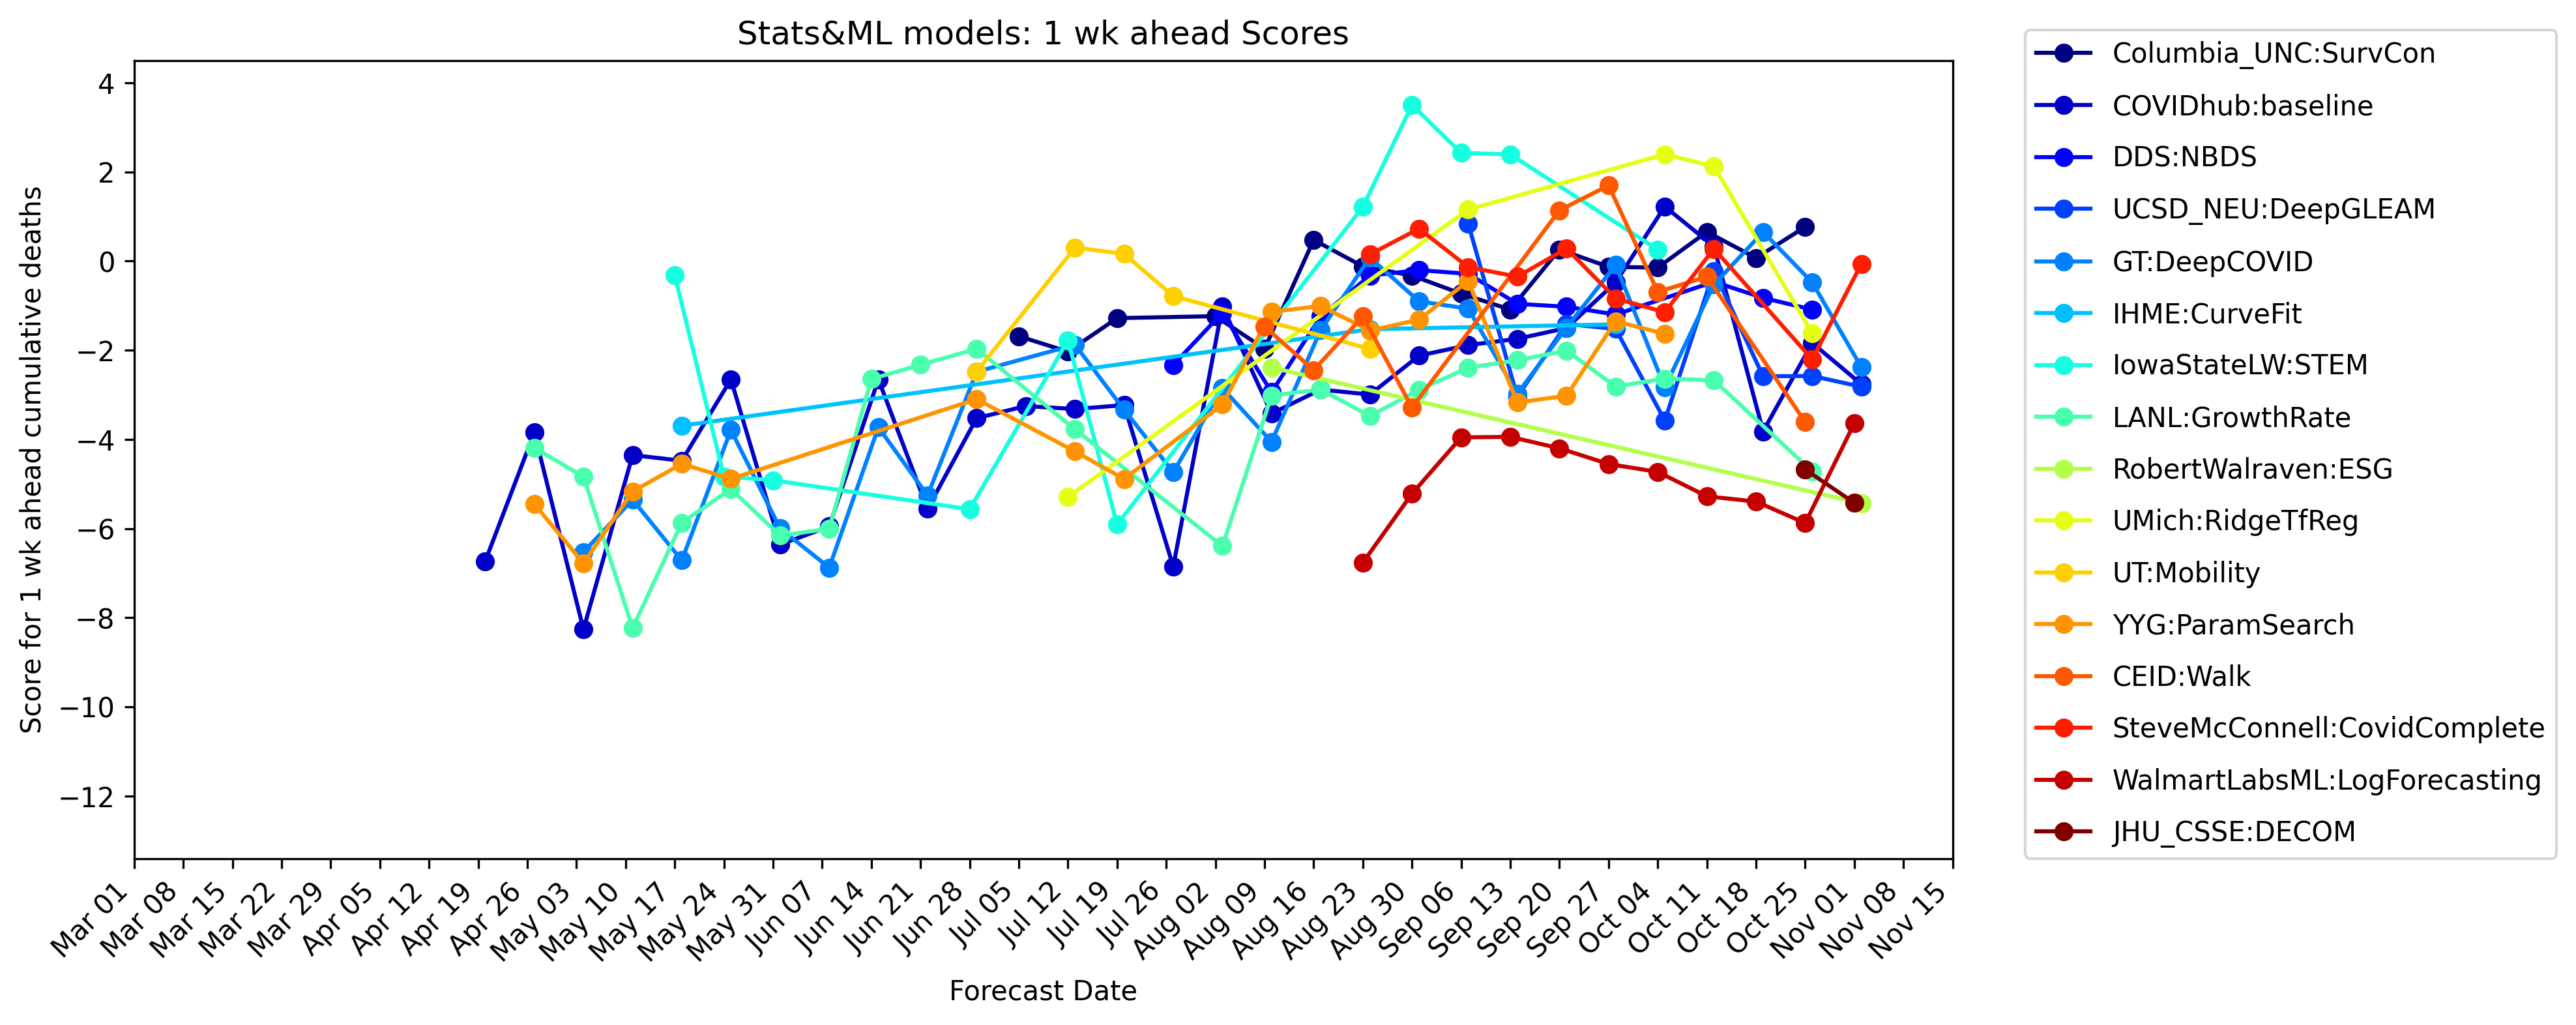 Stats&ML models: 1 wk ahead Scores
Score for 1 wk ahead cumulative deaths
4
2
0
−2
−4
−6
−8
−10
−12
Mar 01
Mar 08
Mar 15
Mar 22
Mar 29
Apr 05
Apr 12
Apr 19
Apr 26
May 03
May 10
May 17
May 24
May 31
Jun 07
Jun 14
Jun 21
Jun 28
Jul 05
Jul 12
Jul 19
Jul 26
Aug 02
Aug 09
Aug 16
Aug 23
Aug 30
Sep 06
Sep 13
Sep 20
Sep 27
Oct 04
Oct 11
Oct 18
Oct 25
Nov 01
Nov 08
Nov 15
Forecast Date
Columbia_UNC:SurvCon
COVIDhub:baseline
DDS:NBDS
UCSD_NEU:DeepGLEAM
GT:DeepCOVID
IHME:CurveFit
IowaStateLW:STEM
LANL:GrowthRate
RobertWalraven:ESG
UMich:RidgeTfReg
UT:Mobility
YYG:ParamSearch
CEID:Walk
SteveMcConnell:CovidComplete
WalmartLabsML:LogForecasting
JHU_CSSE:DECOM